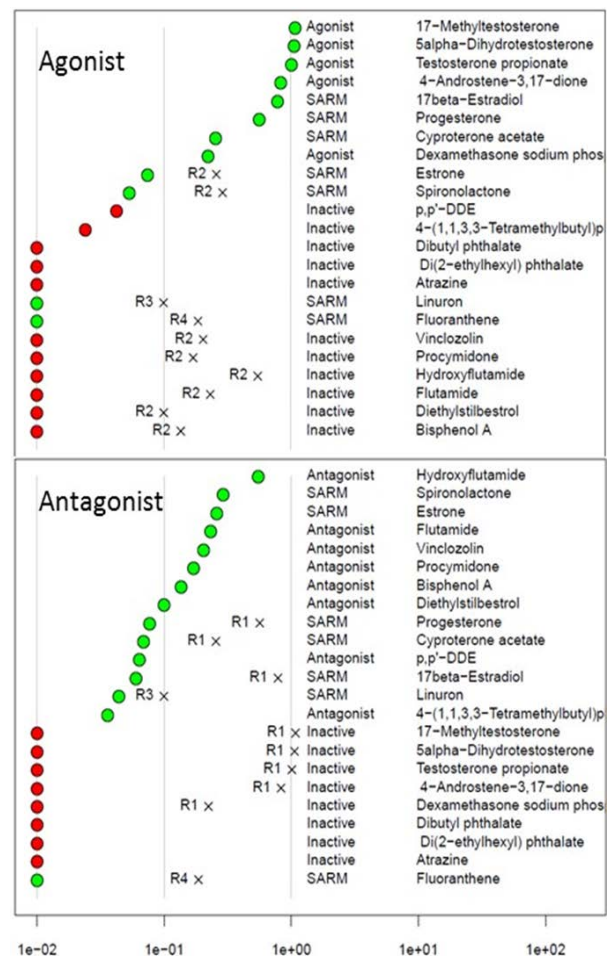 Agonist
Agonist 17-Methyltestosterone
Agonist 5alpha-Dihydrotestosterone
Agonist Testosterone propionate
Agonist 4-Androstene-3,17-dione
SARM 17beta-Estradiol
SARM Progesterone
SARM Cyproterone acetate
Agonist Dexamethasone sodium phos
R2 × SARM Estrone
R2 × SARM Spironolactone
Inactive p,p'-DDE
Inactive 4-(1,1,3,3-Tetramethylbutyl)p
Inactive Dibutyl phthalate
Inactive Di(2-ethylhexyl) phthalate
Inactive Atrazine
R3 × SARM Linuron
R4 × SARM Fluoranthene
R2 × Inactive Vinclozolin
R2 × Inactive Procymidone
R2 × Inactive Hydroxyflutamide
R2 × Inactive Flutamide
R2 × Inactive Diethylstilbestrol
R2 × Inactive Bisphenol A
Antagonist
Antagonist Hydroxyflutamide
SARM Spironolactone
SARM Estrone
Antagonist Flutamide
Antagonist Vinclozolin
Antagonist Procymidone
Antagonist Bisphenol A
Antagonist Diethylstilbestrol
R1 × SARM Progesterone
R1 × SARM Cyproterone acetate
Antagonist p,p'-DDE
R1 × SARM 17beta-Estradiol
R3 × SARM Linuron
Antagonist 4-(1,1,3,3-Tetramethylbutyl)p
R1 × Inactive 17-Methyltestosterone
R1 × Inactive 5alpha-Dihydrotestosterone
R1 × Inactive Testosterone propionate
R1 × Inactive 4-Androstene-3,17-dione
R1 × Inactive Dexamethasone sodium phos
Inactive Dibutyl phthalate
Inactive Di(2-ethylhexyl) phthalate
Inactive Atrazine
R4 × SARM Fluoranthene
1e-02 1e-01 1e+00 1e+01 1e+02